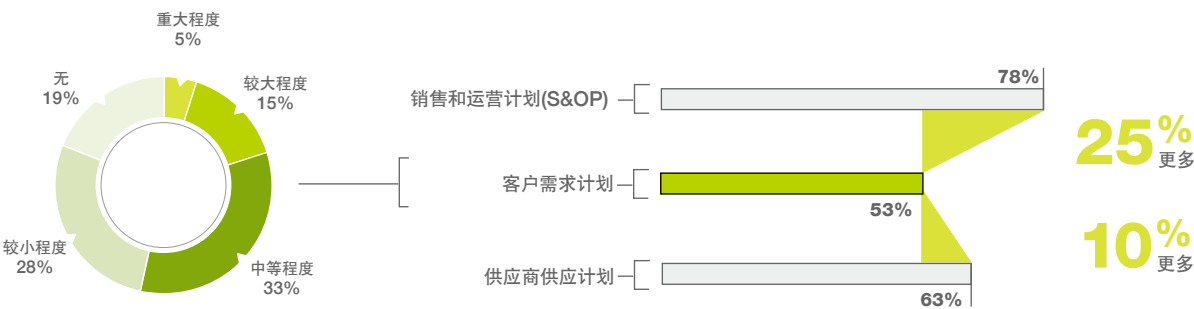 重大程度
5%
较大程度
15%
无
19%
较小程度
28%
中等程度
33%
销售和运营计划(S&OP)
78%
客户需求计划
53%
供应商供应计划
63%
25%
更多
10%
更多